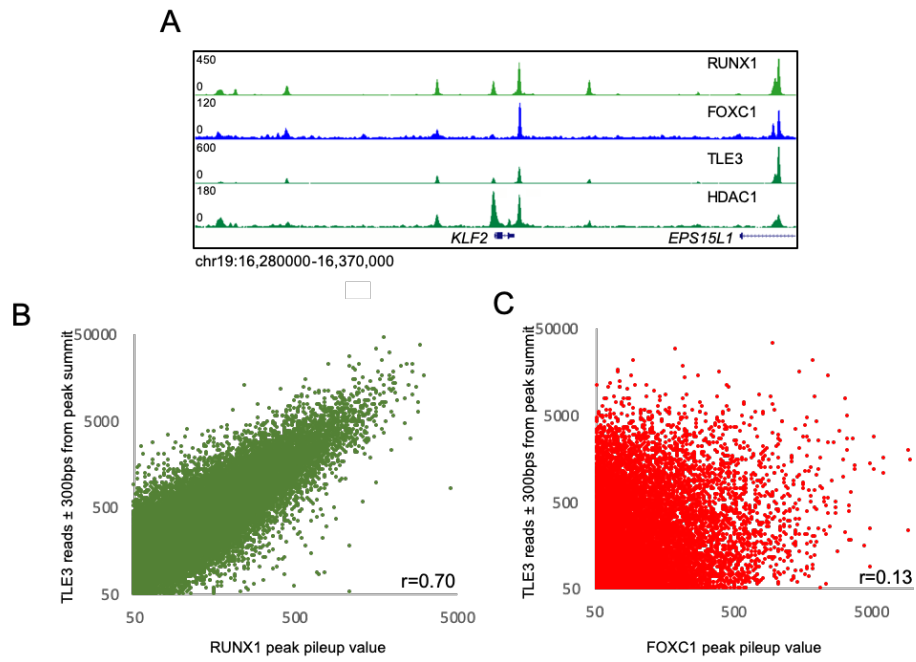 A
450
RUNX1
0
120
FOXC1
0
600
TLE3
0
180
HDAC1
0
KLF2 EPS15L1
chr19:16,280000-16,370,000
B
TLE3 reads ± 300bps from peak summit
50000
5000
500
50
r=0.70
50 500 5000
RUNX1 peak pileup value
C
TLE3 reads ± 300bps from peak summit
50000
5000
500
50
r=0.13
50 500 5000
FOXC1 peak pileup value